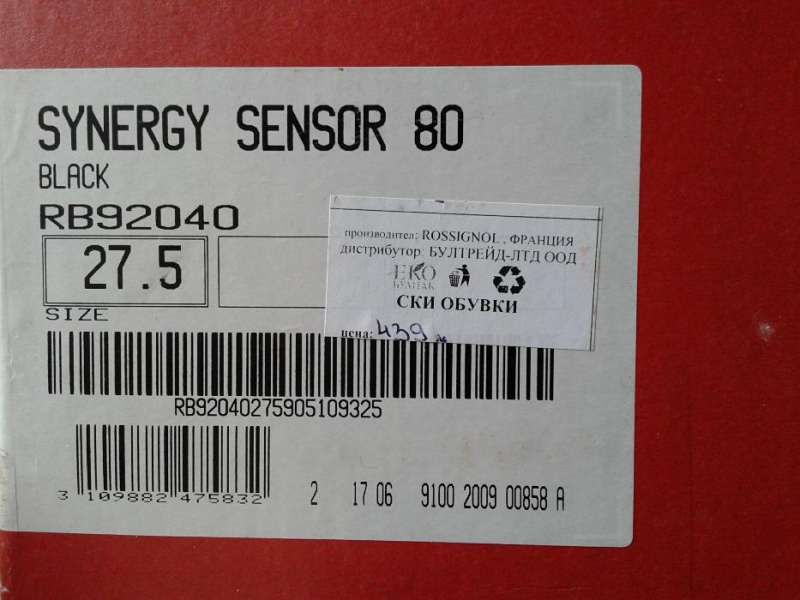 SYNERGY SENSOR 80
BLACK
RB92040
27.5
SIZE
производител: ROSSIGNOL , ФРАНЦИЯ
дистрибутор: БУЛТРЕЙД-ЛТД ООД
ЕКО
БУЛПАК
СКИ ОБУВКИ
цена: 439 лв
RB92040275905109325
3 109882 475832
2 17 06 9100 2009 00858 A